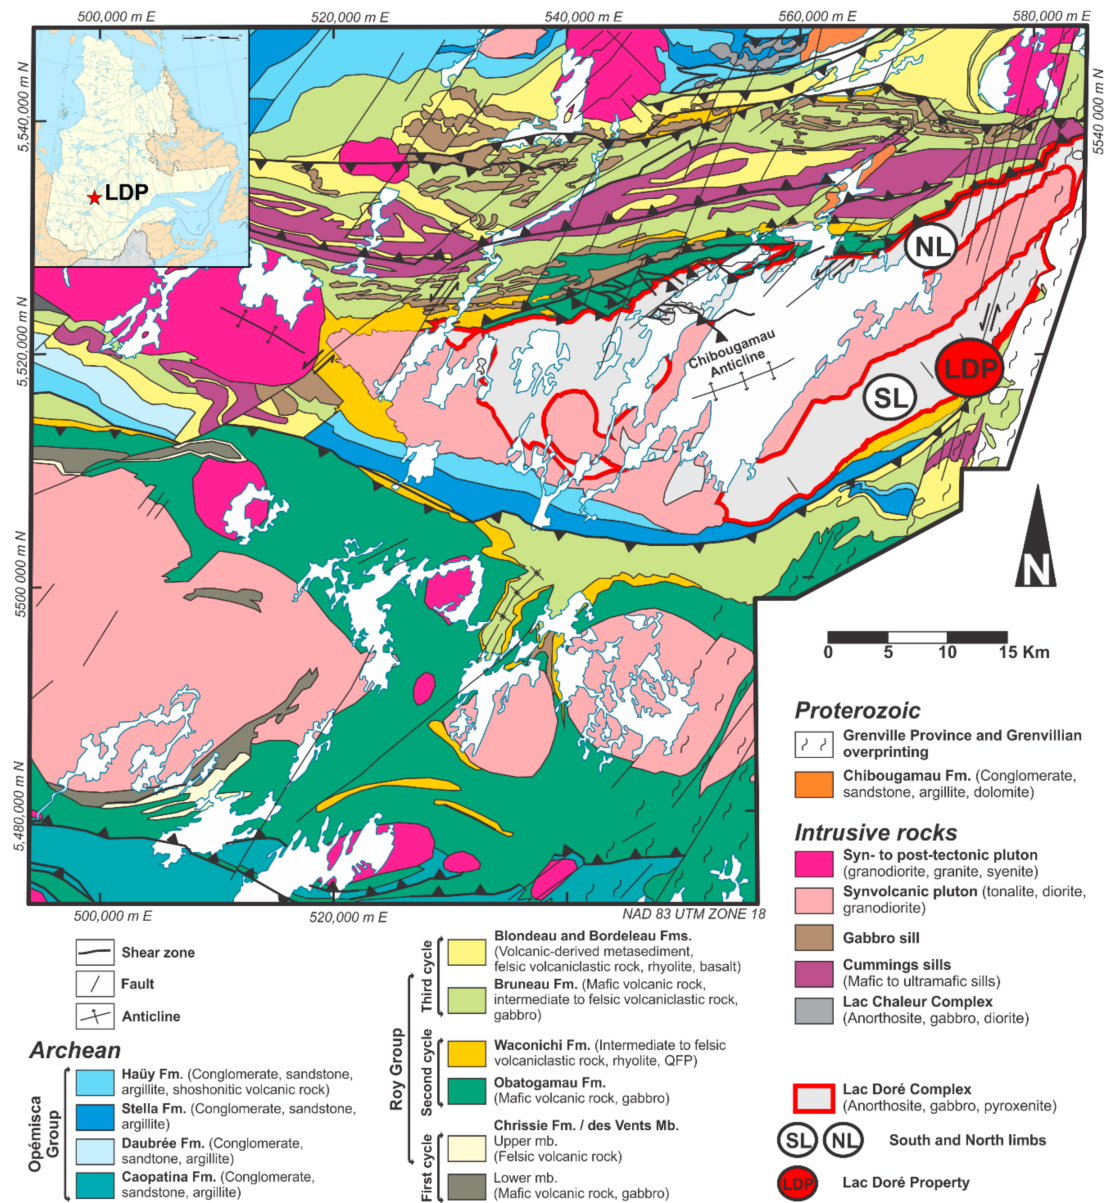 500,000 m E
520,000 m E
540,000 m E
560,000 m E
580,000 m E
5,540,000 m N
5540 000 m N
LDP
NL
Chibougamau
Anticline
LDP
SL
5,520,000 m N
5500 000 m N
N
0 5 10 15 Km
5,480,000 m N
500,000 m E
520,000 m E
NAD 83 UTM ZONE 18
Shear zone
Fault
Anticline
Archean
Opémisca
Group
Haüy Fm. (Conglomerate, sandstone,
argillite, shoshonitic volcanic rock)
Stella Fm. (Conglomerate, sandstone,
argillite)
Daubrée Fm. (Conglomerate,
sandtone, argillite)
Caopatina Fm. (Conglomerate,
sandstone, argillite)
Roy Group
Third cycle
Blondeau and Bordeleau Fms.
(Volcanic-derived metasediment,
felsic volcaniclastic rock, rhyolite, basalt)
Bruneau Fm. (Mafic volcanic rock,
intermediate to felsic volcaniclastic rock,
gabbro)
Second cycle
Waconichi Fm. (Intermediate to felsic
volcaniclastic rock, rhyolite, QFP)
Obatogamau Fm.
(Mafic volcanic rock, gabbro)
First cycle
Chrissie Fm. / des Vents Mb.
Upper mb.
(Felsic volcanic rock)
Lower mb.
(Mafic volcanic rock, gabbro)
Proterozoic
Grenville Province and Grenvillian
overprinting
Chibougamau Fm. (Conglomerate,
sandstone, argillite, dolomite)
Intrusive rocks
Syn- to post-tectonic pluton
(granodiorite, granite, syenite)
Synvolcanic pluton (tonalite, diorite,
granodiorite)
Gabbro sill
Cummings sills
(Mafic to ultramafic sills)
Lac Chaleur Complex
(Anorthosite, gabbro, diorite)
Lac Doré Complex
(Anorthosite, gabbro, pyroxenite)
SL NL South and North limbs
LDP Lac Doré Property